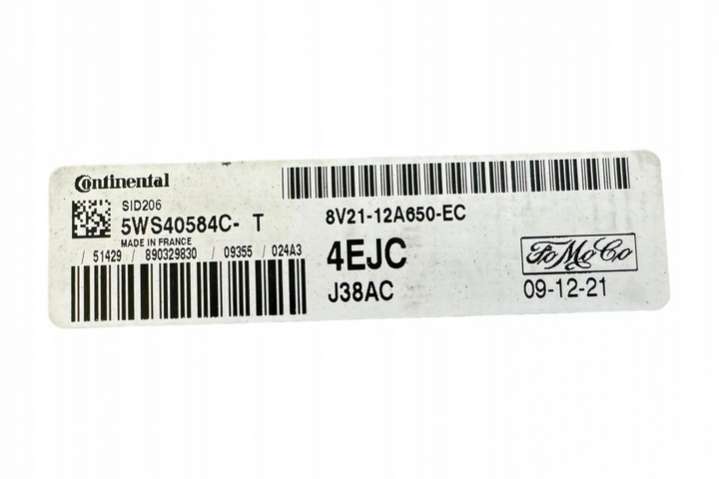 Continental
SID206
5WS40584C- T
MADE IN FRANCE
/ 51429 / 890329830 / 09355 / 024A3
8V21-12A650-EC
4EJC
FoMoCo
J38AC
09-12-21